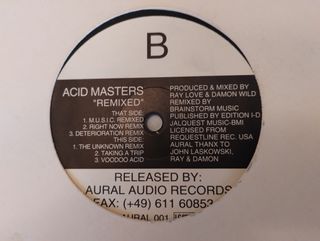 B
ACID MASTERS
"REMIXED"
THAT SIDE
1. M.U.S.I.C. REMIXED
2. RIGHT NOW REMIX
3. DETERIORATION REMIX
THIS SIDE
1. THE UNKNOWN REMIX
2. TAKING A TRIP
3. VOODOO ACID
PRODUCED & MIXED BY
RAY LOVE & DAMON WILD
REMIXED BY
BRAINSTORM MUSIC
PUBLISHED BY EDITION I-D
JALQUEST MUSIC-BMI
LICENSED FROM
REQUESTLINE REC. USA
AURAL THANX TO
JOHN LASKOWSKI,
RAY & DAMON
RELEASED BY:
AURAL AUDIO RECORDS
FAX: (+49) 611 60853
AURAL 001